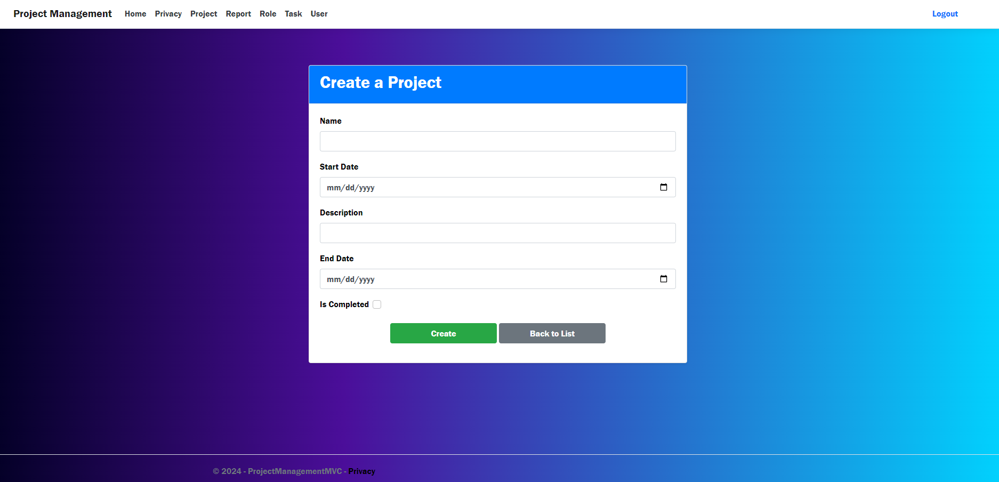 Project Management Home Privacy Project Report Role Task User Logout
Create a Project
Name
Start Date
mm/dd/yyyy
Description
End Date
mm/dd/yyyy
Is Completed
Create Back to List
© 2024 - ProjectManagementMVC - Privacy